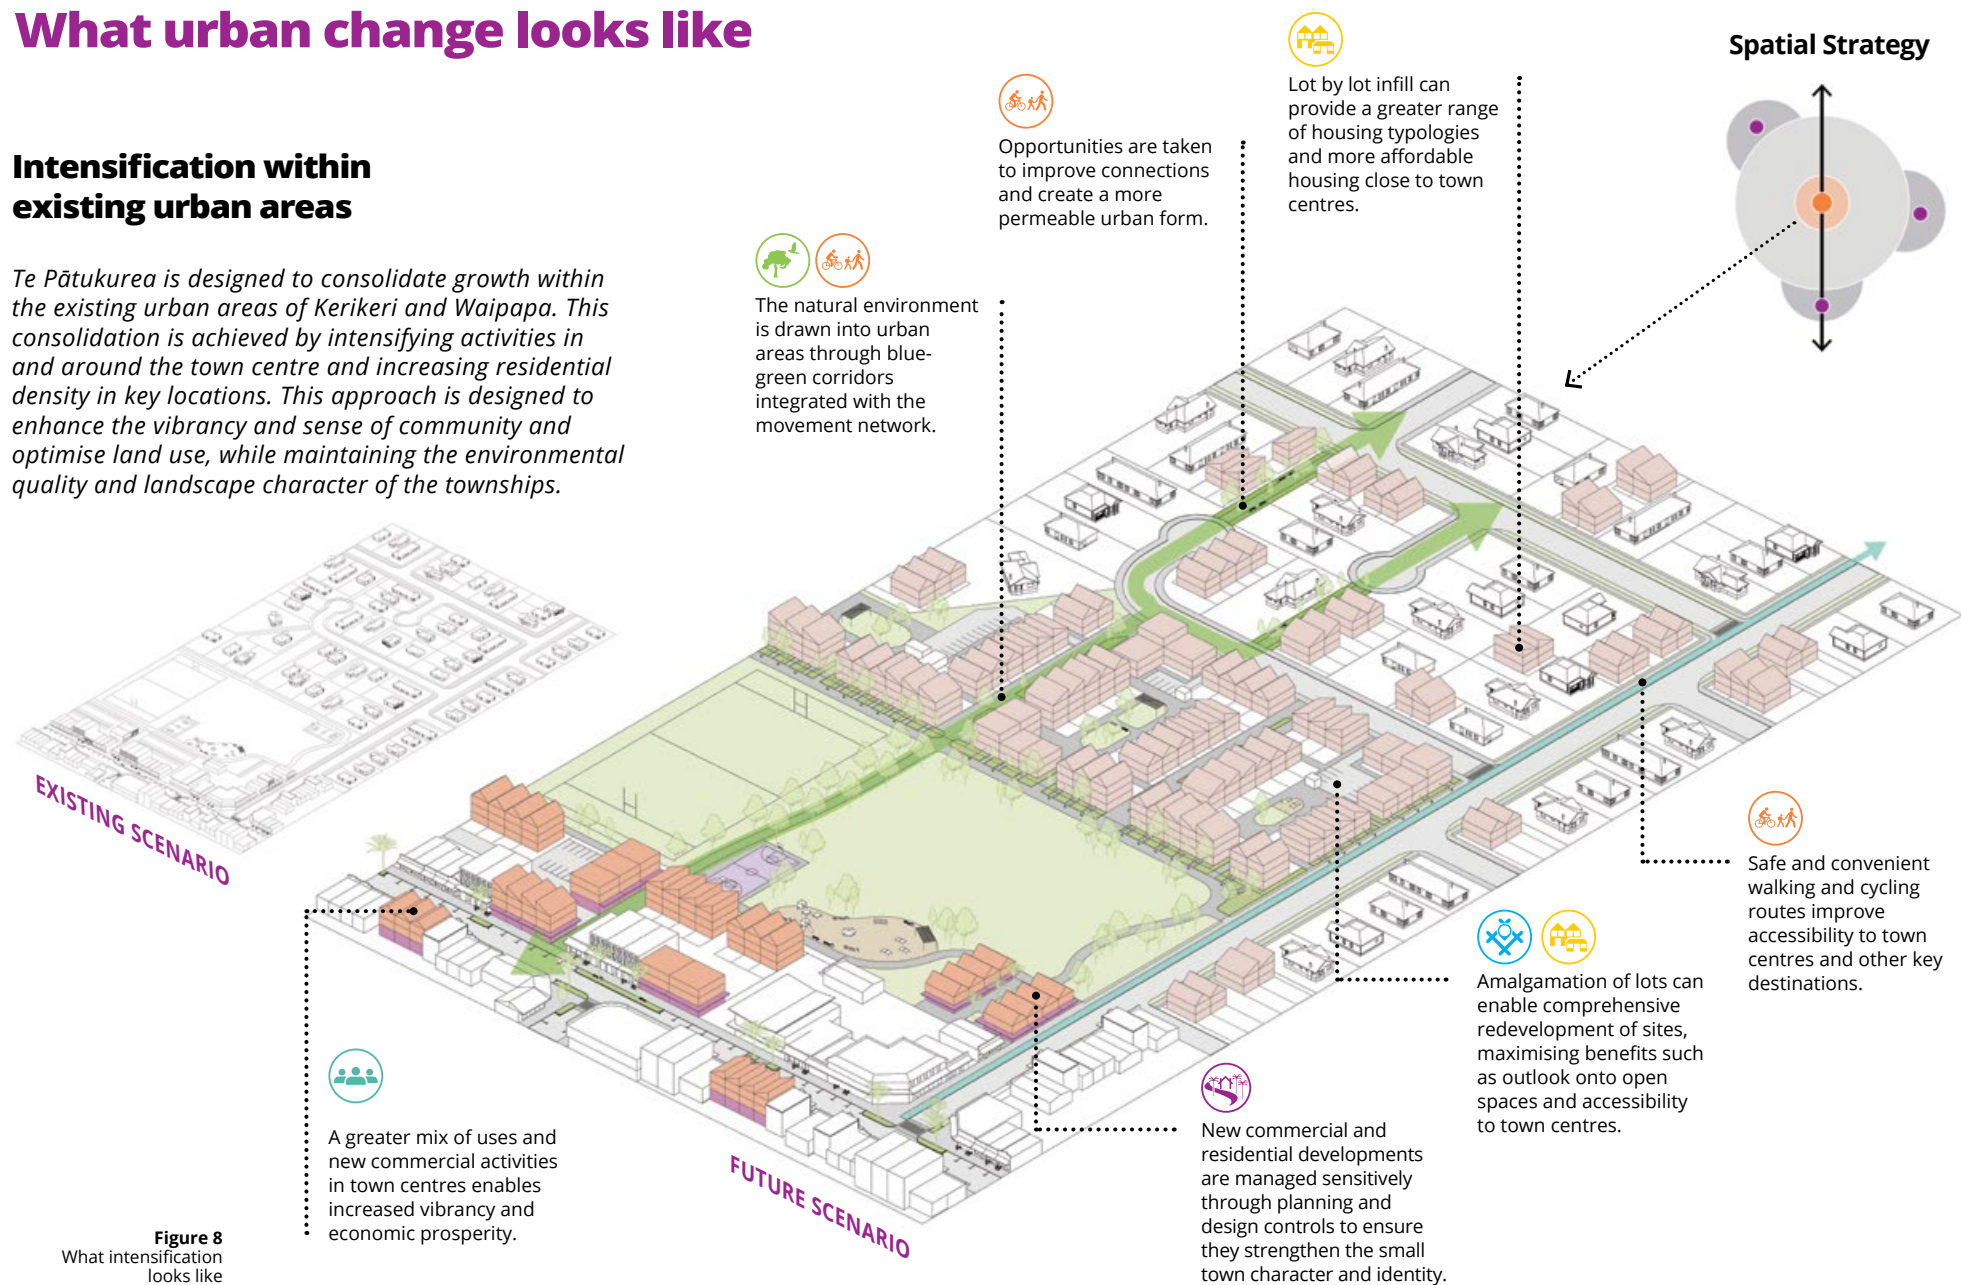 What urban change looks like
Intensification within
existing urban areas
Te Pātukurea is designed to consolidate growth within
the existing urban areas of Kerikeri and Waipapa. This
consolidation is achieved by intensifying activities in
and around the town centre and increasing residential
density in key locations. This approach is designed to
enhance the vibrancy and sense of community and
optimise land use, while maintaining the environmental
quality and landscape character of the townships.
The natural environment
is drawn into urban
areas through blue-
green corridors
integrated with the
movement network.
Opportunities are taken
to improve connections
and create a more
permeable urban form.
Lot by lot infill can
provide a greater range
of housing typologies
and more affordable
housing close to town
centres.
Spatial Strategy
EXISTING SCENARIO
FUTURE SCENARIO
A greater mix of uses and
new commercial activities
in town centres enables
increased vibrancy and
economic prosperity.
New commercial and
residential developments
are managed sensitively
through planning and
design controls to ensure
they strengthen the small
town character and identity.
Amalgamation of lots can
enable comprehensive
redevelopment of sites,
maximising benefits such
as outlook onto open
spaces and accessibility
to town centres.
Safe and convenient
walking and cycling
routes improve
accessibility to town
centres and other key
destinations.
Figure 8
What intensification
looks like